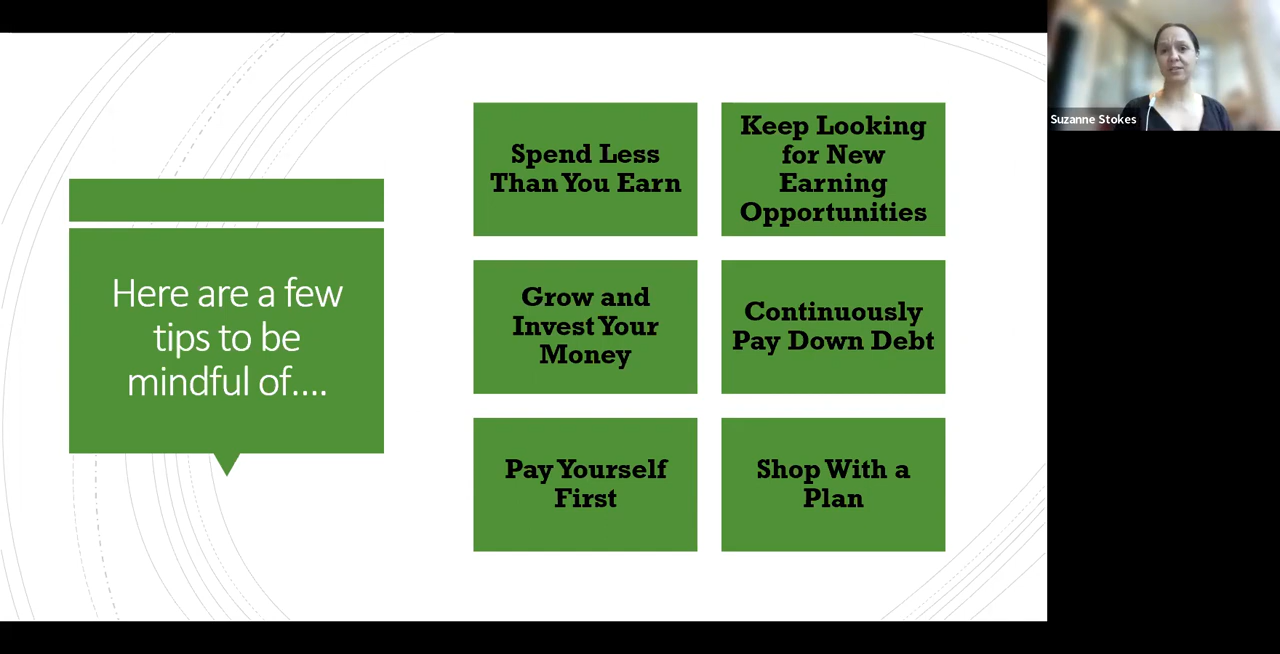 Here are a few
tips to be
mindful of....
Spend Less
Than You Earn
Keep Looking
for New
Earning
Opportunities
Grow and
Invest Your
Money
Continuously
Pay Down Debt
Pay Yourself
First
Shop With a
Plan
Suzanne Stokes